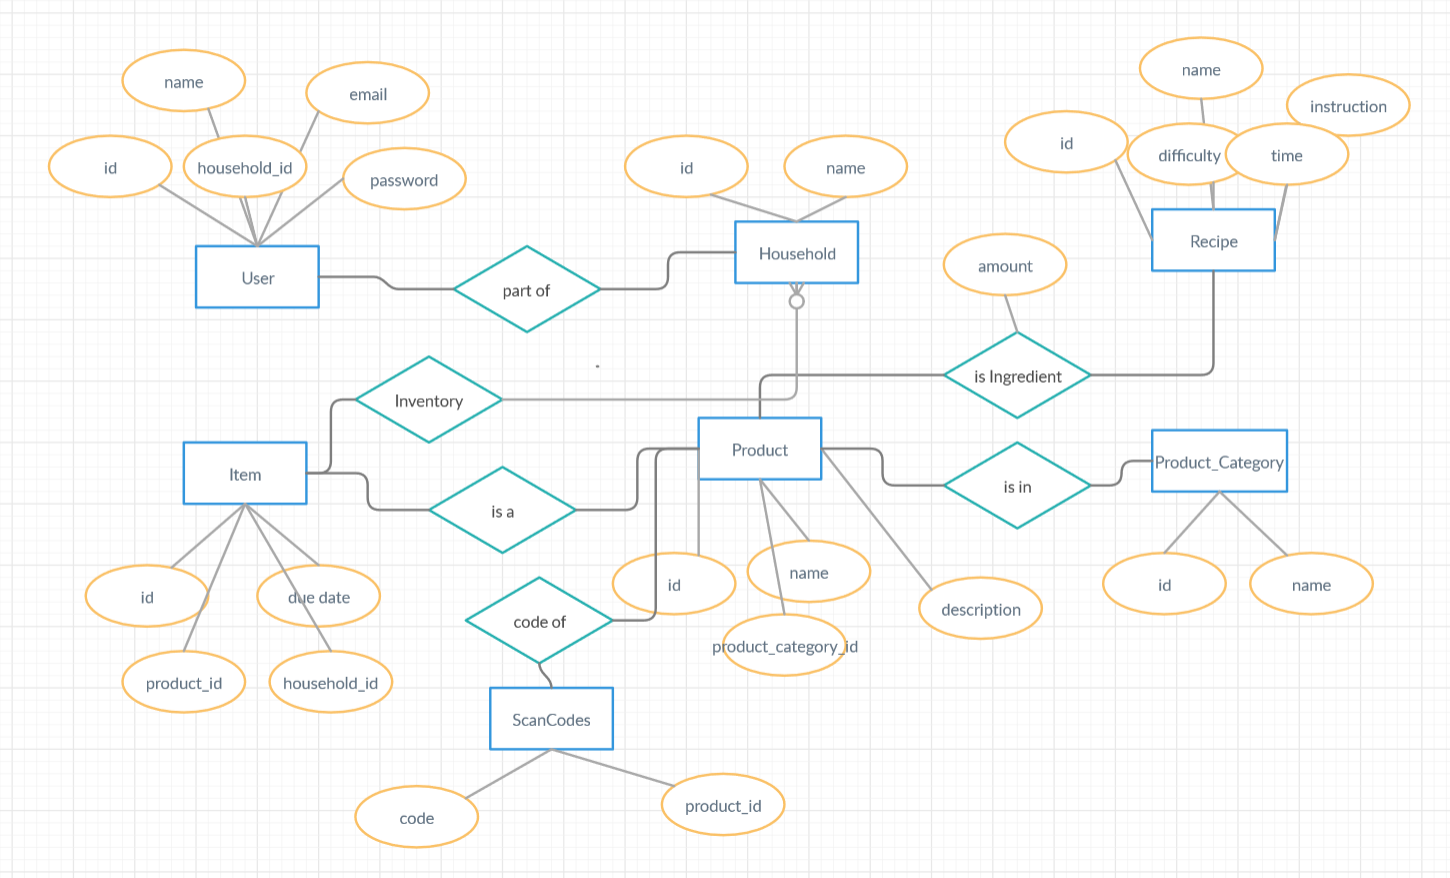 name
email
id
household_id
password
User
part of
id
name
Household
name
instruction
id
difficulty
time
Recipe
amount
is Ingredient
Inventory
Item
is a
Product
is in
Product_Category
id
product_id
due date
household_id
id
name
product_category_id
description
id
name
code of
ScanCodes
code
product_id